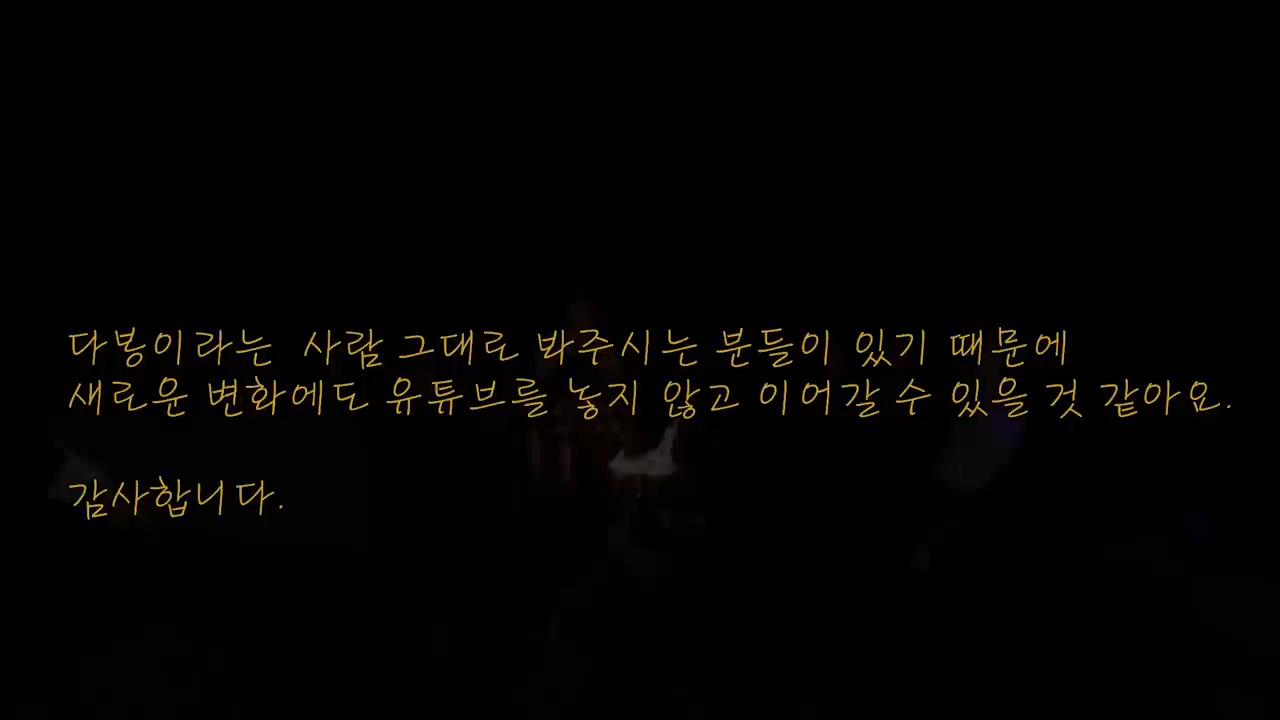 다봉이라는 사람 그대로 봐주시는 분들이 있기 때문에
새로운 변화에도 유튜브를 놓지 않고 이어갈 수 있을 것 같아요.
감사합니다.